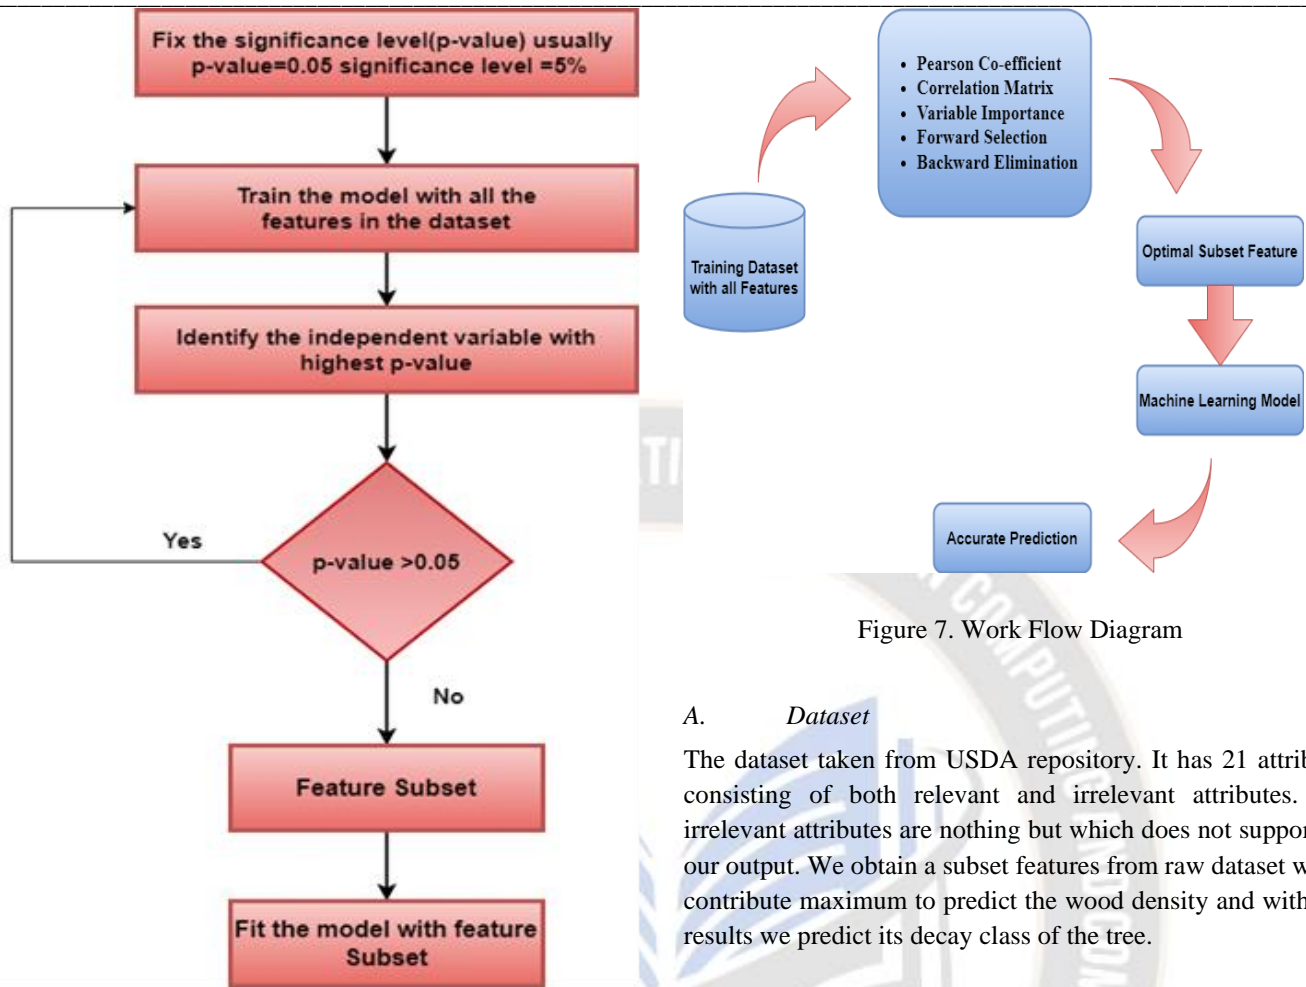 Fix the significance level(p-value) usually
p-value=0.05 significance level =5%
Train the model with all the
features in the dataset
Identify the independent variable with
highest p-value
p-value >0.05
Yes
No
Feature Subset
Fit the model with feature
Subset
• Pearson Co-efficient
• Correlation Matrix
• Variable Importance
• Forward Selection
• Backward Elimination
Training Dataset
with all Features
Optimal Subset Feature
Machine Learning Model
Accurate Prediction
Figure 7. Work Flow Diagram
A. Dataset
The dataset taken from USDA repository. It has 21 attrib
consisting of both relevant and irrelevant attributes.
irrelevant attributes are nothing but which does not suppor
our output. We obtain a subset features from raw dataset w
contribute maximum to predict the wood density and with
results we predict its decay class of the tree.
COMPUTING AND COM